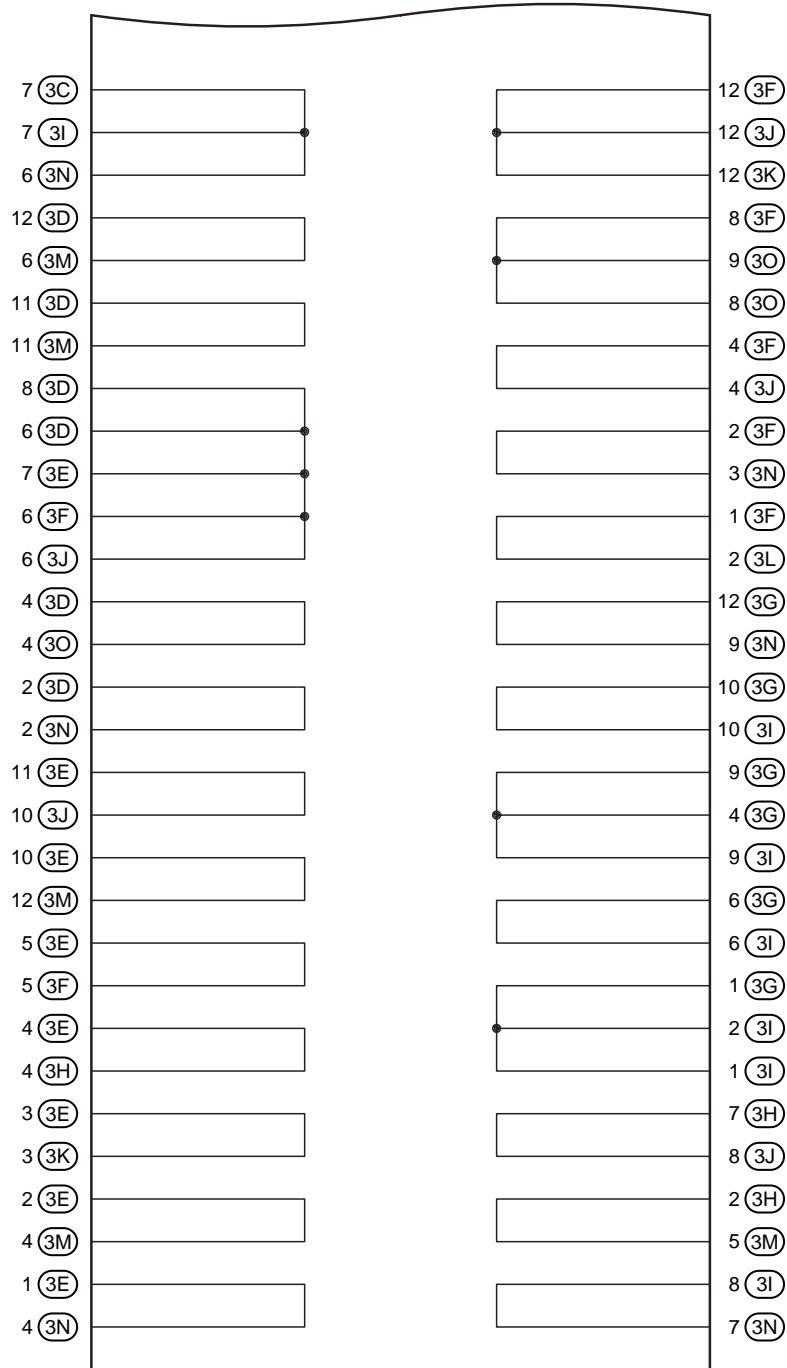 7 3C
7 3I
6 3N
12 3D
6 3M
11 3D
11 3M
8 3D
6 3D
7 3E
6 3F
6 3J
4 3D
4 3O
2 3D
2 3N
11 3E
10 3J
10 3E
12 3M
5 3E
5 3F
4 3E
4 3H
3 3E
3 3K
2 3E
4 3M
1 3E
4 3N
12 3F
12 3J
12 3K
8 3F
9 3O
8 3O
4 3F
4 3J
2 3F
3 3N
1 3F
2 3L
12 3G
9 3N
10 3G
10 3I
9 3G
4 3G
9 3I
6 3G
6 3I
1 3G
2 3I
1 3I
7 3H
8 3J
2 3H
5 3M
8 3I
7 3N